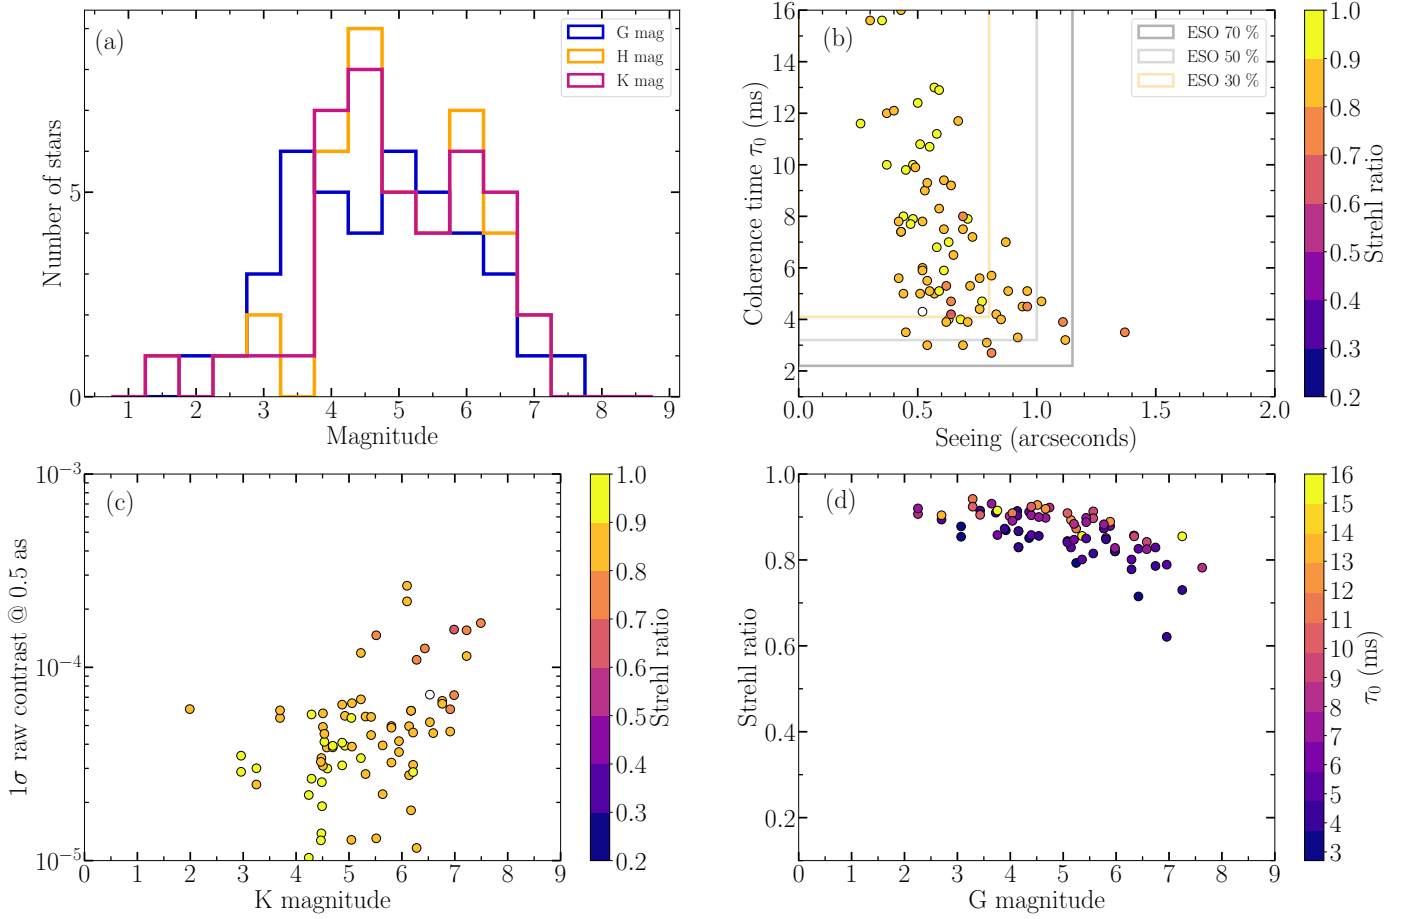 (a)
G mag
H mag
K mag
Number of stars
5
0
1 2 3 4 5 6 7 8 9
Magnitude
(b)
ESO 70 %
ESO 50 %
ESO 30 %
Coherence time τ0 (ms)
16
14
12
10
8
6
4
2
0.0 0.5 1.0 1.5 2.0
Seeing (arcseconds)
1.0
0.9
0.8
0.7
0.6
0.5
0.4
0.3
0.2
Strehl ratio
(c)
1σ raw contrast @ 0.5 as
10−3
10−4
10−5
0 1 2 3 4 5 6 7 8 9
K magnitude
1.0
0.9
0.8
0.7
0.6
0.5
0.4
0.3
0.2
Strehl ratio
(d)
Strehl ratio
1.0
0.8
0.6
0.4
0.2
0 1 2 3 4 5 6 7 8 9
G magnitude
16
15
14
13
12
11
10
9
8
7
6
5
4
3
τ0 (ms)